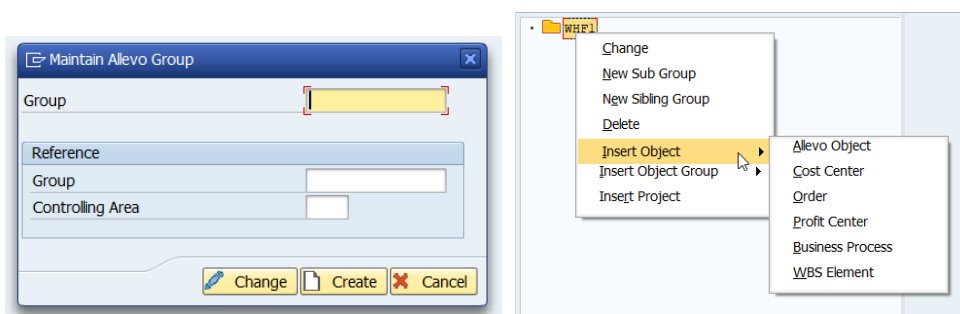 Maintain Allevo Group
Group
Reference
Group
Controlling Area
Change
Create
Cancel
WHF1
Change
New Sub Group
New Sibling Group
Delete
Insert Object
Insert Object Group
Insert Project
Allevo Object
Cost Center
Order
Profit Center
Business Process
WBS Element